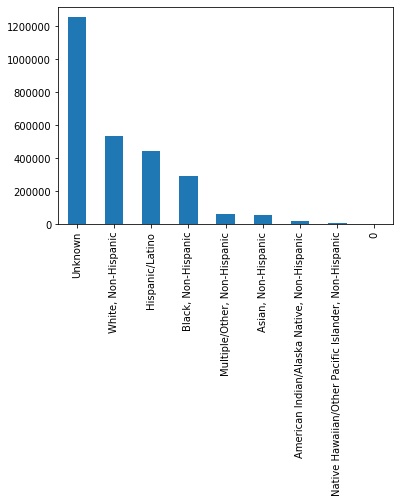 1200000
1000000
800000
600000
400000
200000
0
Unknown
White, Non-Hispanic
Hispanic/Latino
Black, Non-Hispanic
Multiple/Other, Non-Hispanic
Asian, Non-Hispanic
American Indian/Alaska Native, Non-Hispanic
Native Hawaiian/Other Pacific Islander, Non-Hispanic
0